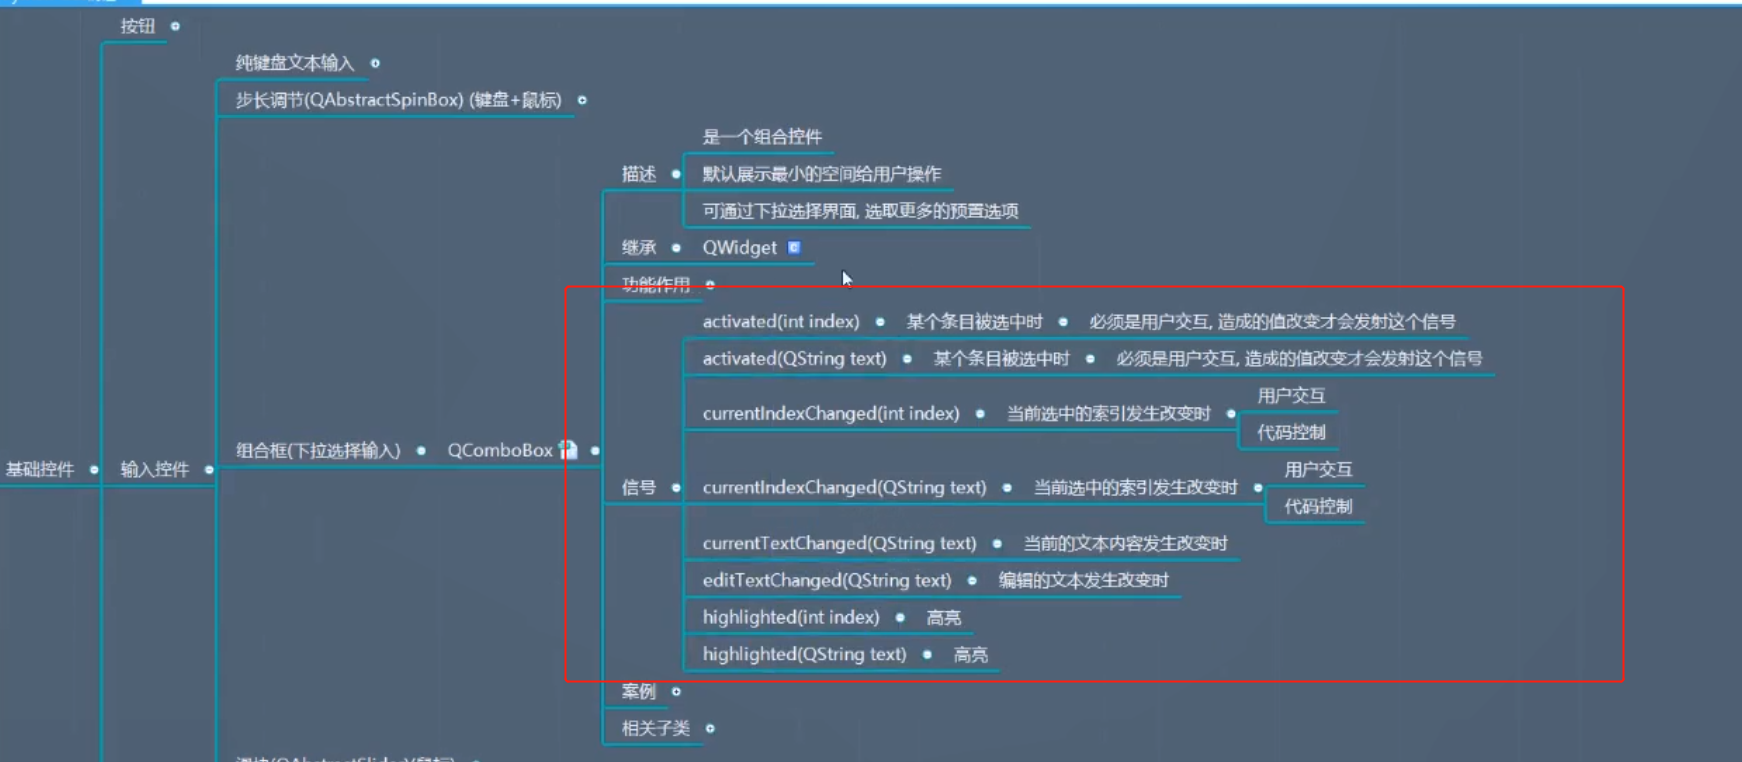 按钮
纯键盘文本输入
步长调节(QAbstractSpinBox) (键盘+鼠标)
是一个组合控件
描述 默认展示最小的空间给用户操作
可通过下拉选择界面, 选取更多的预置选项
继承 QWidget
功能作用
activated(int index) 某个条目被选中时 必须是用户交互, 造成的值改变才会发射这个信号
activated(QString text) 某个条目被选中时 必须是用户交互, 造成的值改变才会发射这个信号
用户交互
currentIndexChanged(int index) 当前选中的索引发生改变时
代码控制
组合框(下拉选择输入) QComboBox
基础控件 输入控件
用户交互
信号 currentIndexChanged(QString text) 当前选中的索引发生改变时
代码控制
currentTextChanged(QString text) 当前的文本内容发生改变时
editTextChanged(QString text) 编辑的文本发生改变时
highlighted(int index) 高亮
highlighted(QString text) 高亮
案例
相关子类